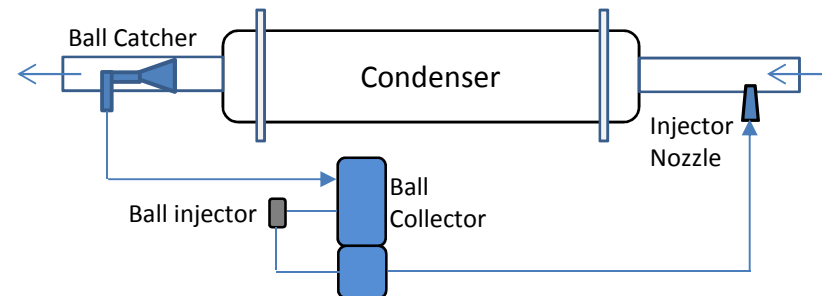 Ball Catcher
Condenser
Injector
Nozzle
Ball
Collector
Ball injector